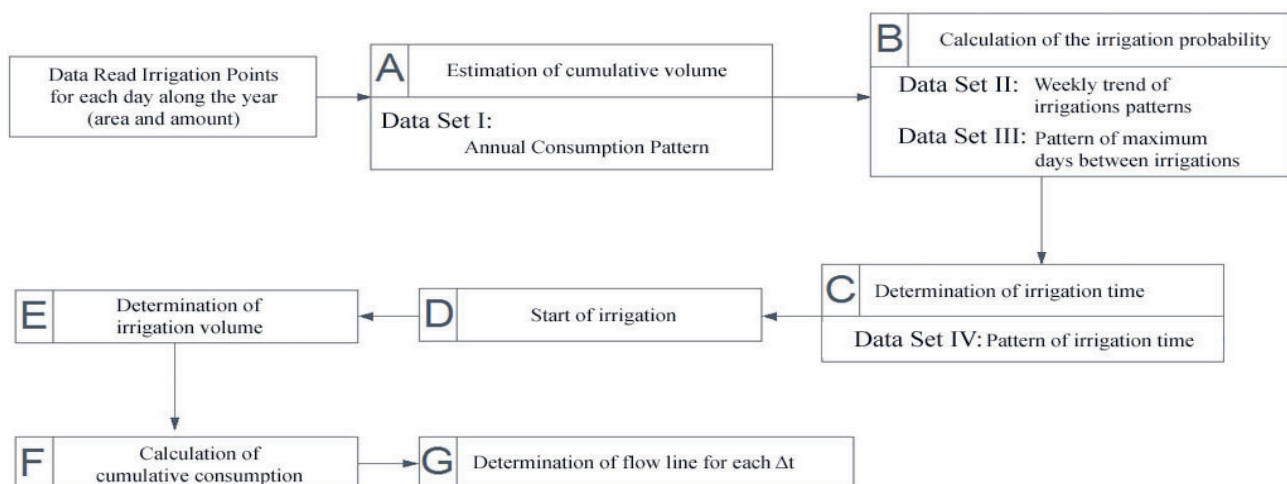 Data Read Irrigation Points
for each day along the year
(area and amount)
A
Estimation of cumulative volume
Data Set I:
Annual Consumption Pattern
B
Calculation of the irrigation probability
Data Set II: Weekly trend of
irrigations patterns
Data Set III: Pattern of maximum
days between irrigations
C
Determination of irrigation time
Data Set IV: Pattern of irrigation time
D
Start of irrigation
E
Determination of
irrigation volume
F
Calculation of
cumulative consumption
G
Determination of flow line for each Δt